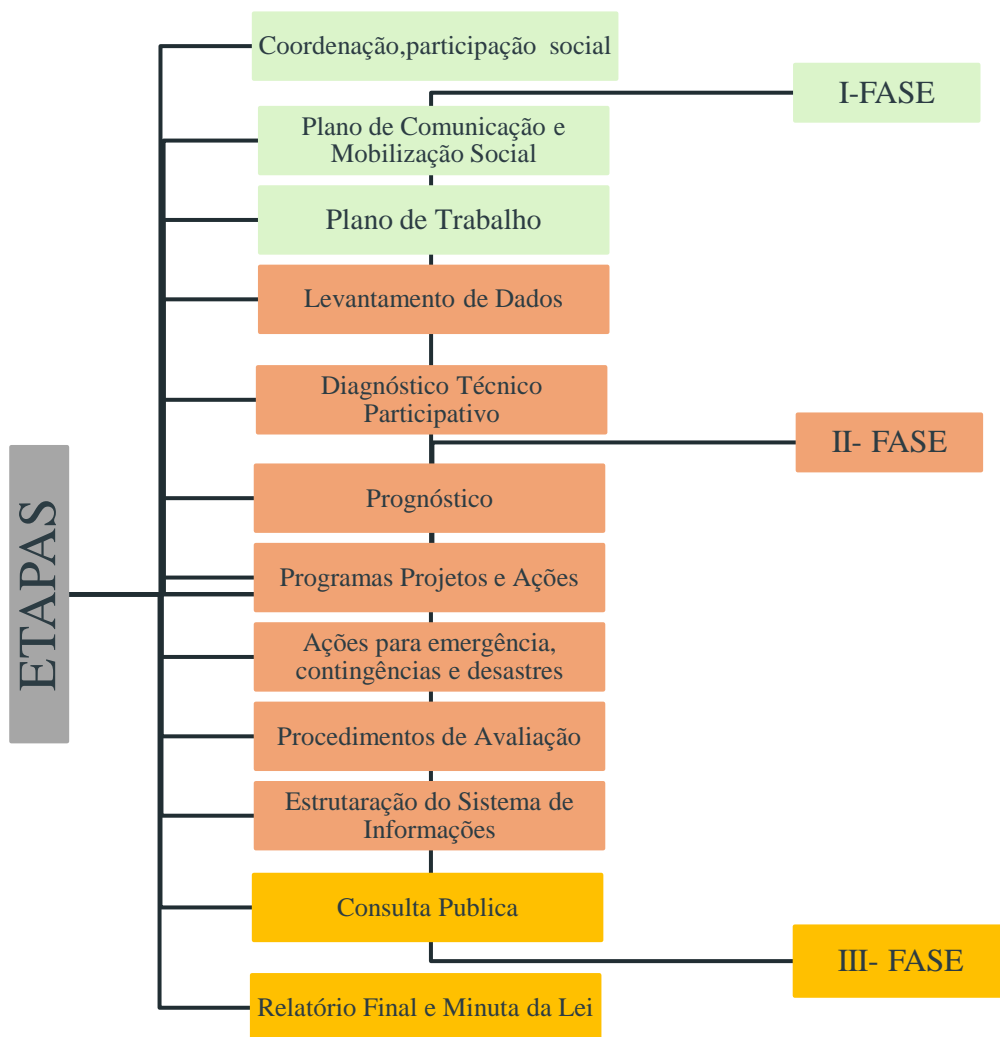 Coordenação,participação social
I-FASE
Plano de Comunicação e
Mobilização Social
Plano de Trabalho
Levantamento de Dados
Diagnóstico Técnico
Participativo
II- FASE
Prognóstico
ETAPAS
Programas Projetos e Ações
Ações para emergência,
contingências e desastres
Procedimentos de Avaliação
Estrutaração do Sistema de
Informações
Consulta Publica
III- FASE
Relatório Final e Minuta da Lei